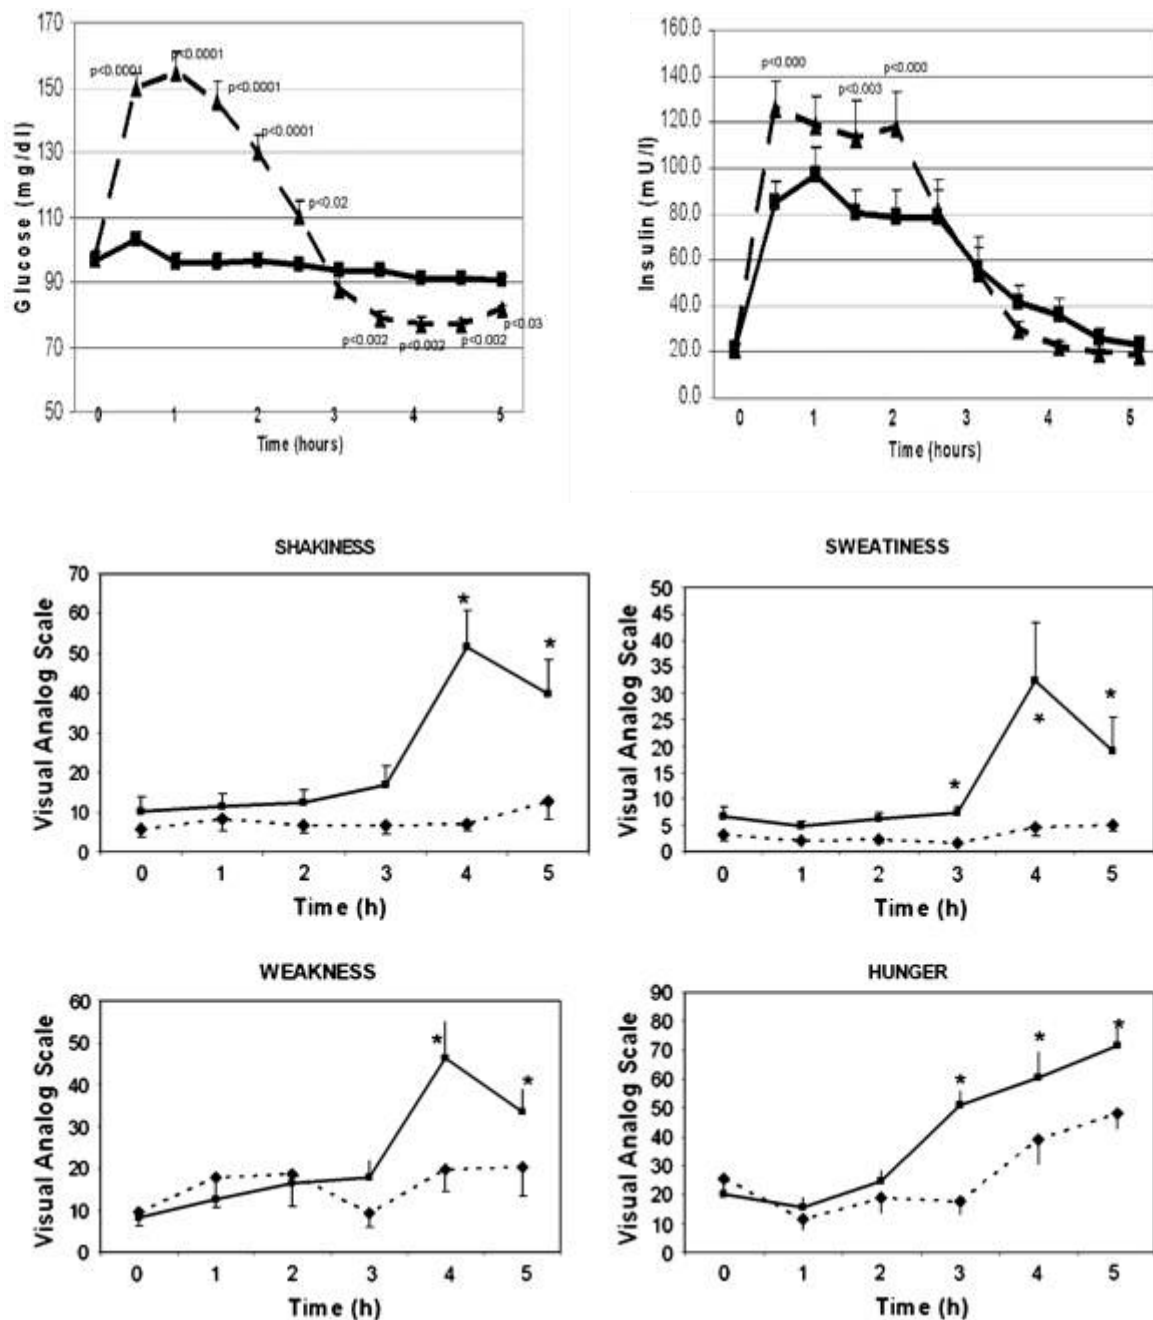 170
150
130
110
90
70
50
Glucose (mg/dl)
p<0.0001
p<0.0001
p<0.0001
p<0.0001
p<0.02
p<0.002
p<0.002
p<0.002
p<0.03
0 1 2 3 4 5
Time (hours)
160.0
140.0
120.0
100.0
80.0
60.0
40.0
20.0
0.0
Insulin (mU/l)
p<0.000
p<0.003
p<0.000
0 1 2 3 4 5
Time (hours)
SHAKINESS
70
60
50
40
30
20
10
0
Visual Analog Scale
*
*
0 1 2 3 4 5
Time (h)
SWEATINESS
50
45
40
35
30
25
20
15
10
5
0
Visual Analog Scale
*
*
*
0 1 2 3 4 5
Time (h)
WEAKNESS
60
50
40
30
20
10
0
Visual Analog Scale
*
*
0 1 2 3 4 5
Time (h)
HUNGER
90
80
70
60
50
40
30
20
10
0
Visual Analog Scale
*
*
*
0 1 2 3 4 5
Time (h)